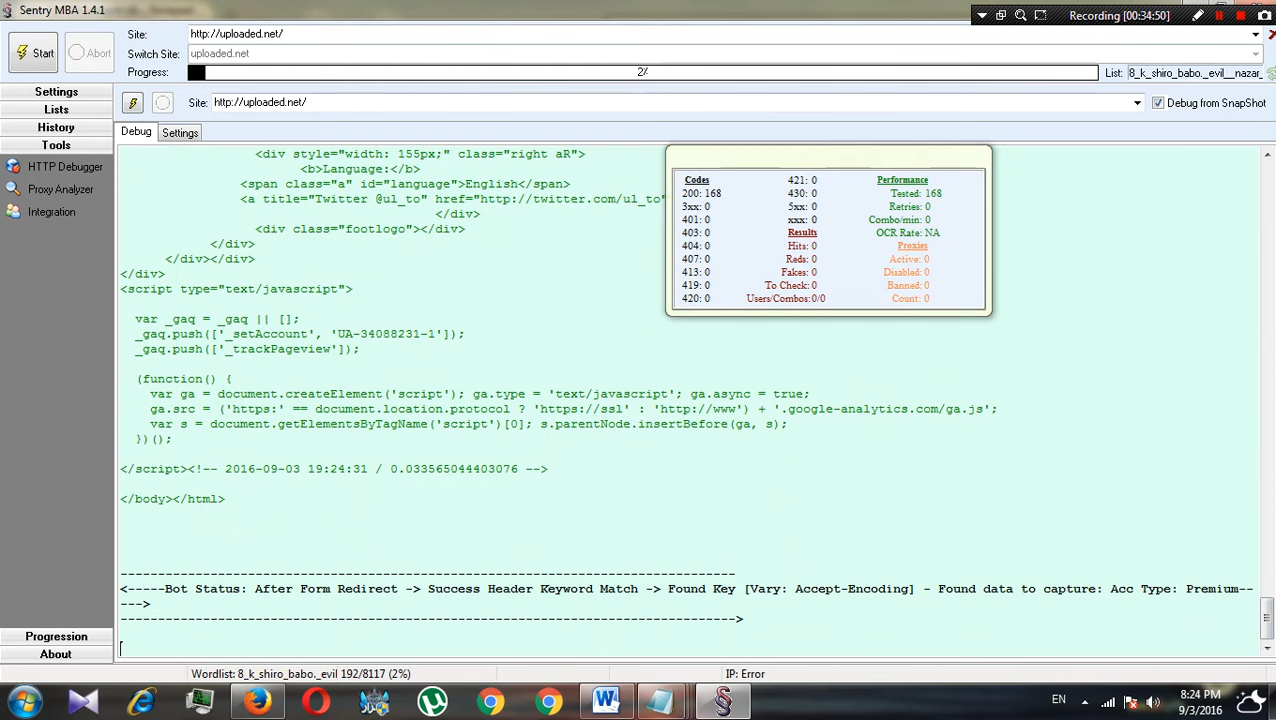 Sentry MBA 1.4.1
Recording [00:34:50]
Start
Abort
Site:
http://uploaded.net/
Switch Site:
uploaded.net
Progress:
2%
List:
8_k_shiro_babo._evil__nazar_
Settings
Lists
History
Tools
HTTP Debugger
Proxy Analyzer
Integration
Progression
About
Site:
http://uploaded.net/
Debug from SnapShot
Debug
Settings
<div style="width: 155px;" class="right aR">
<b>Language:</b>
<span class="a" id="language">English</span>
<a title="Twitter @ul_to" href="http://twitter.com/ul_to"
</div>
<div class="footlogo"></div>
</div>
</div></div>
</div>
<script type="text/javascript">
var _gaq = _gaq || [];
_gaq.push(['_setAccount', 'UA-34088231-1']);
_gaq.push(['_trackPageview']);
(function() {
var ga = document.createElement('script'); ga.type = 'text/javascript'; ga.async = true;
ga.src = ('https:' == document.location.protocol ? 'https://ssl' : 'http://www') + '.google-analytics.com/ga.js';
var s = document.getElementsByTagName('script')[0]; s.parentNode.insertBefore(ga, s);
})();
</script><!-- 2016-09-03 19:24:31 / 0.033565044403076 -->
</body></html>
Codes
200: 168
3xx: 0
401: 0
403: 0
404: 0
407: 0
413: 0
419: 0
420: 0
421: 0
430: 0
5xx: 0
xxx: 0
Results
Hits: 0
Reds: 0
Fakes: 0
To Check: 0
Users/Combos: 0/0
Performance
Tested: 168
Retries: 0
Combo/min: 0
OCR Rate: NA
Proxies
Active: 0
Disabled: 0
Banned: 0
Count: 0
----------------------------------------------------------------------------------
<-----Bot Status: After Form Redirect -> Success Header Keyword Match -> Found Key [Vary: Accept-Encoding] - Found data to capture: Acc Type: Premium--
--->
---------------------------------------------------------------------------------->
Wordlist: 8_k_shiro_babo._evil 192/8117 (2%)
IP: Error
EN
8:24 PM
9/3/2016